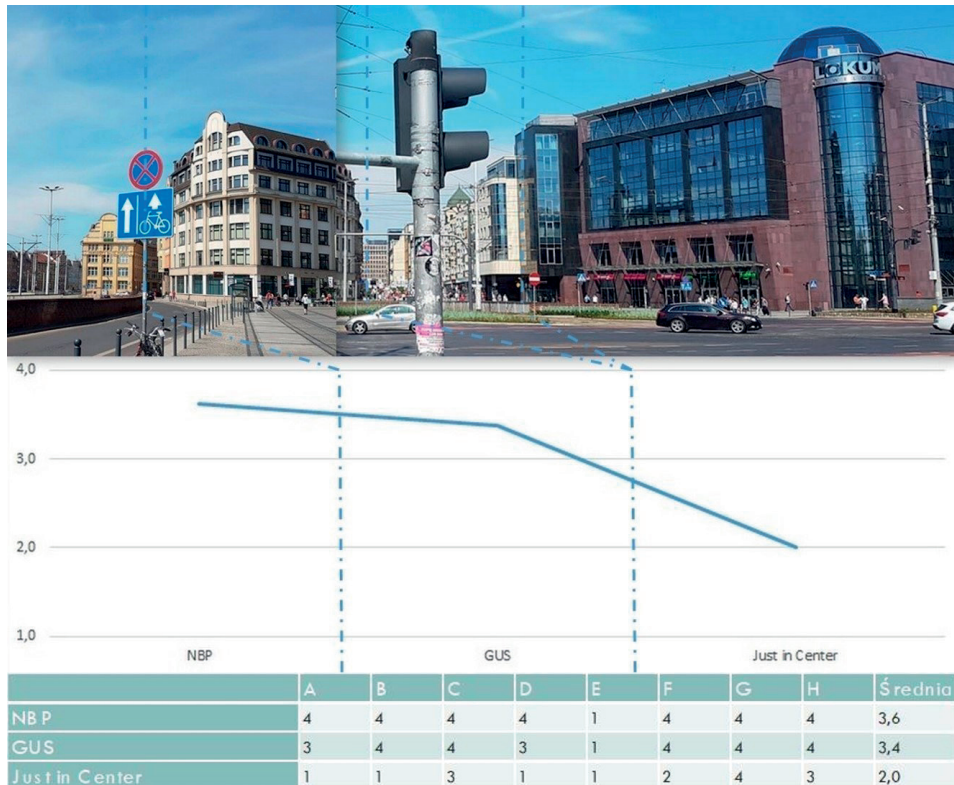 LOKUM
4,0
3,0
2,0
1,0
NBP GUS Just in Center
A B C D E F G H Średnia
NBP 4 4 4 4 1 4 4 4 3,6
GUS 3 4 4 3 1 4 4 4 3,4
Just in Center 1 1 3 1 1 2 4 3 2,0